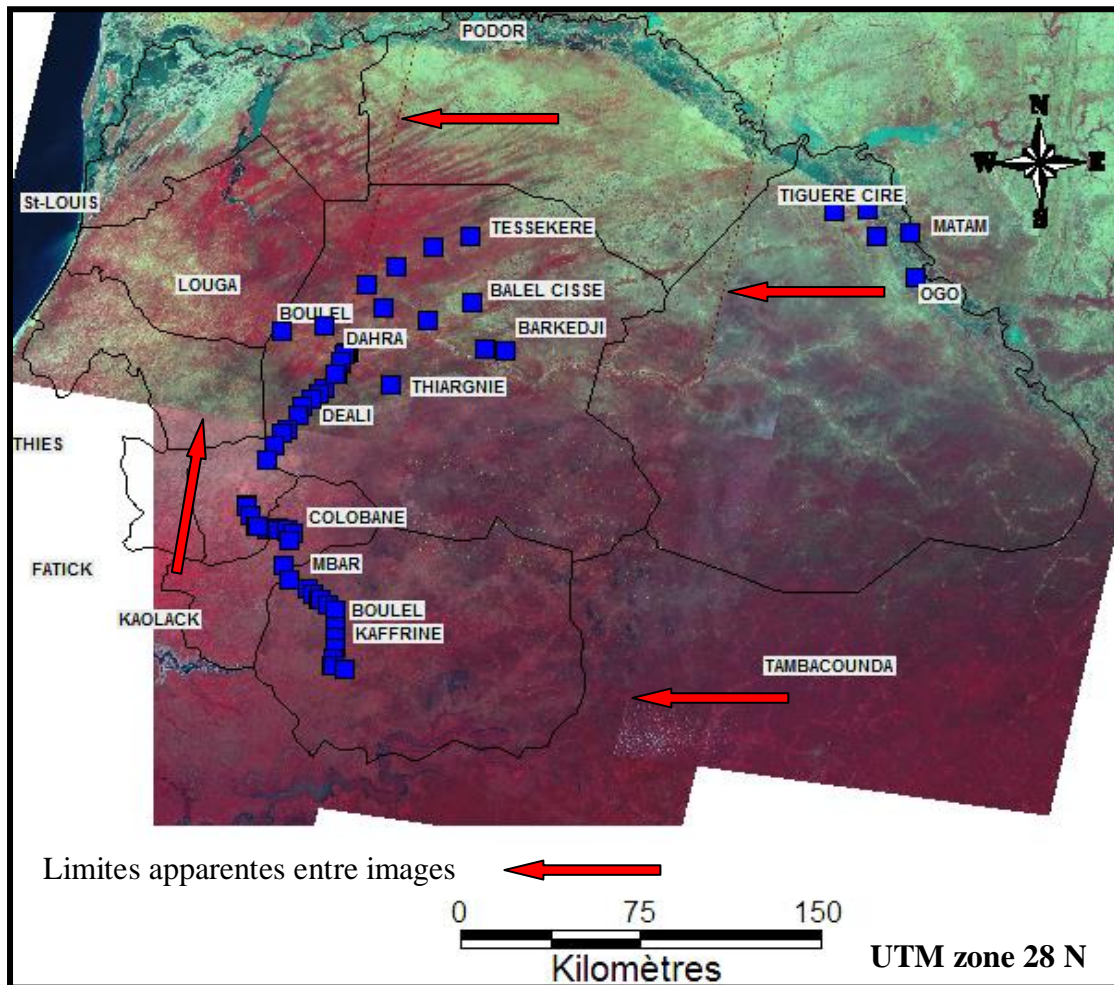 PODOR
N
W
E
S
TIGUERE CIRE
St-LOUIS
TESSEKERE
MATAM
LOUGA
BALEL CISSE
OGO
BOULEL
BARKEDJI
DAHRA
THIARGNIE
DEALI
THIES
COLOBANE
MBAR
FATICK
BOULEL
KAOLACK
KAFFRINE
TAMBACOUNDA
Limites apparentes entre images
0 75 150
Kilomètres
UTM zone 28 N